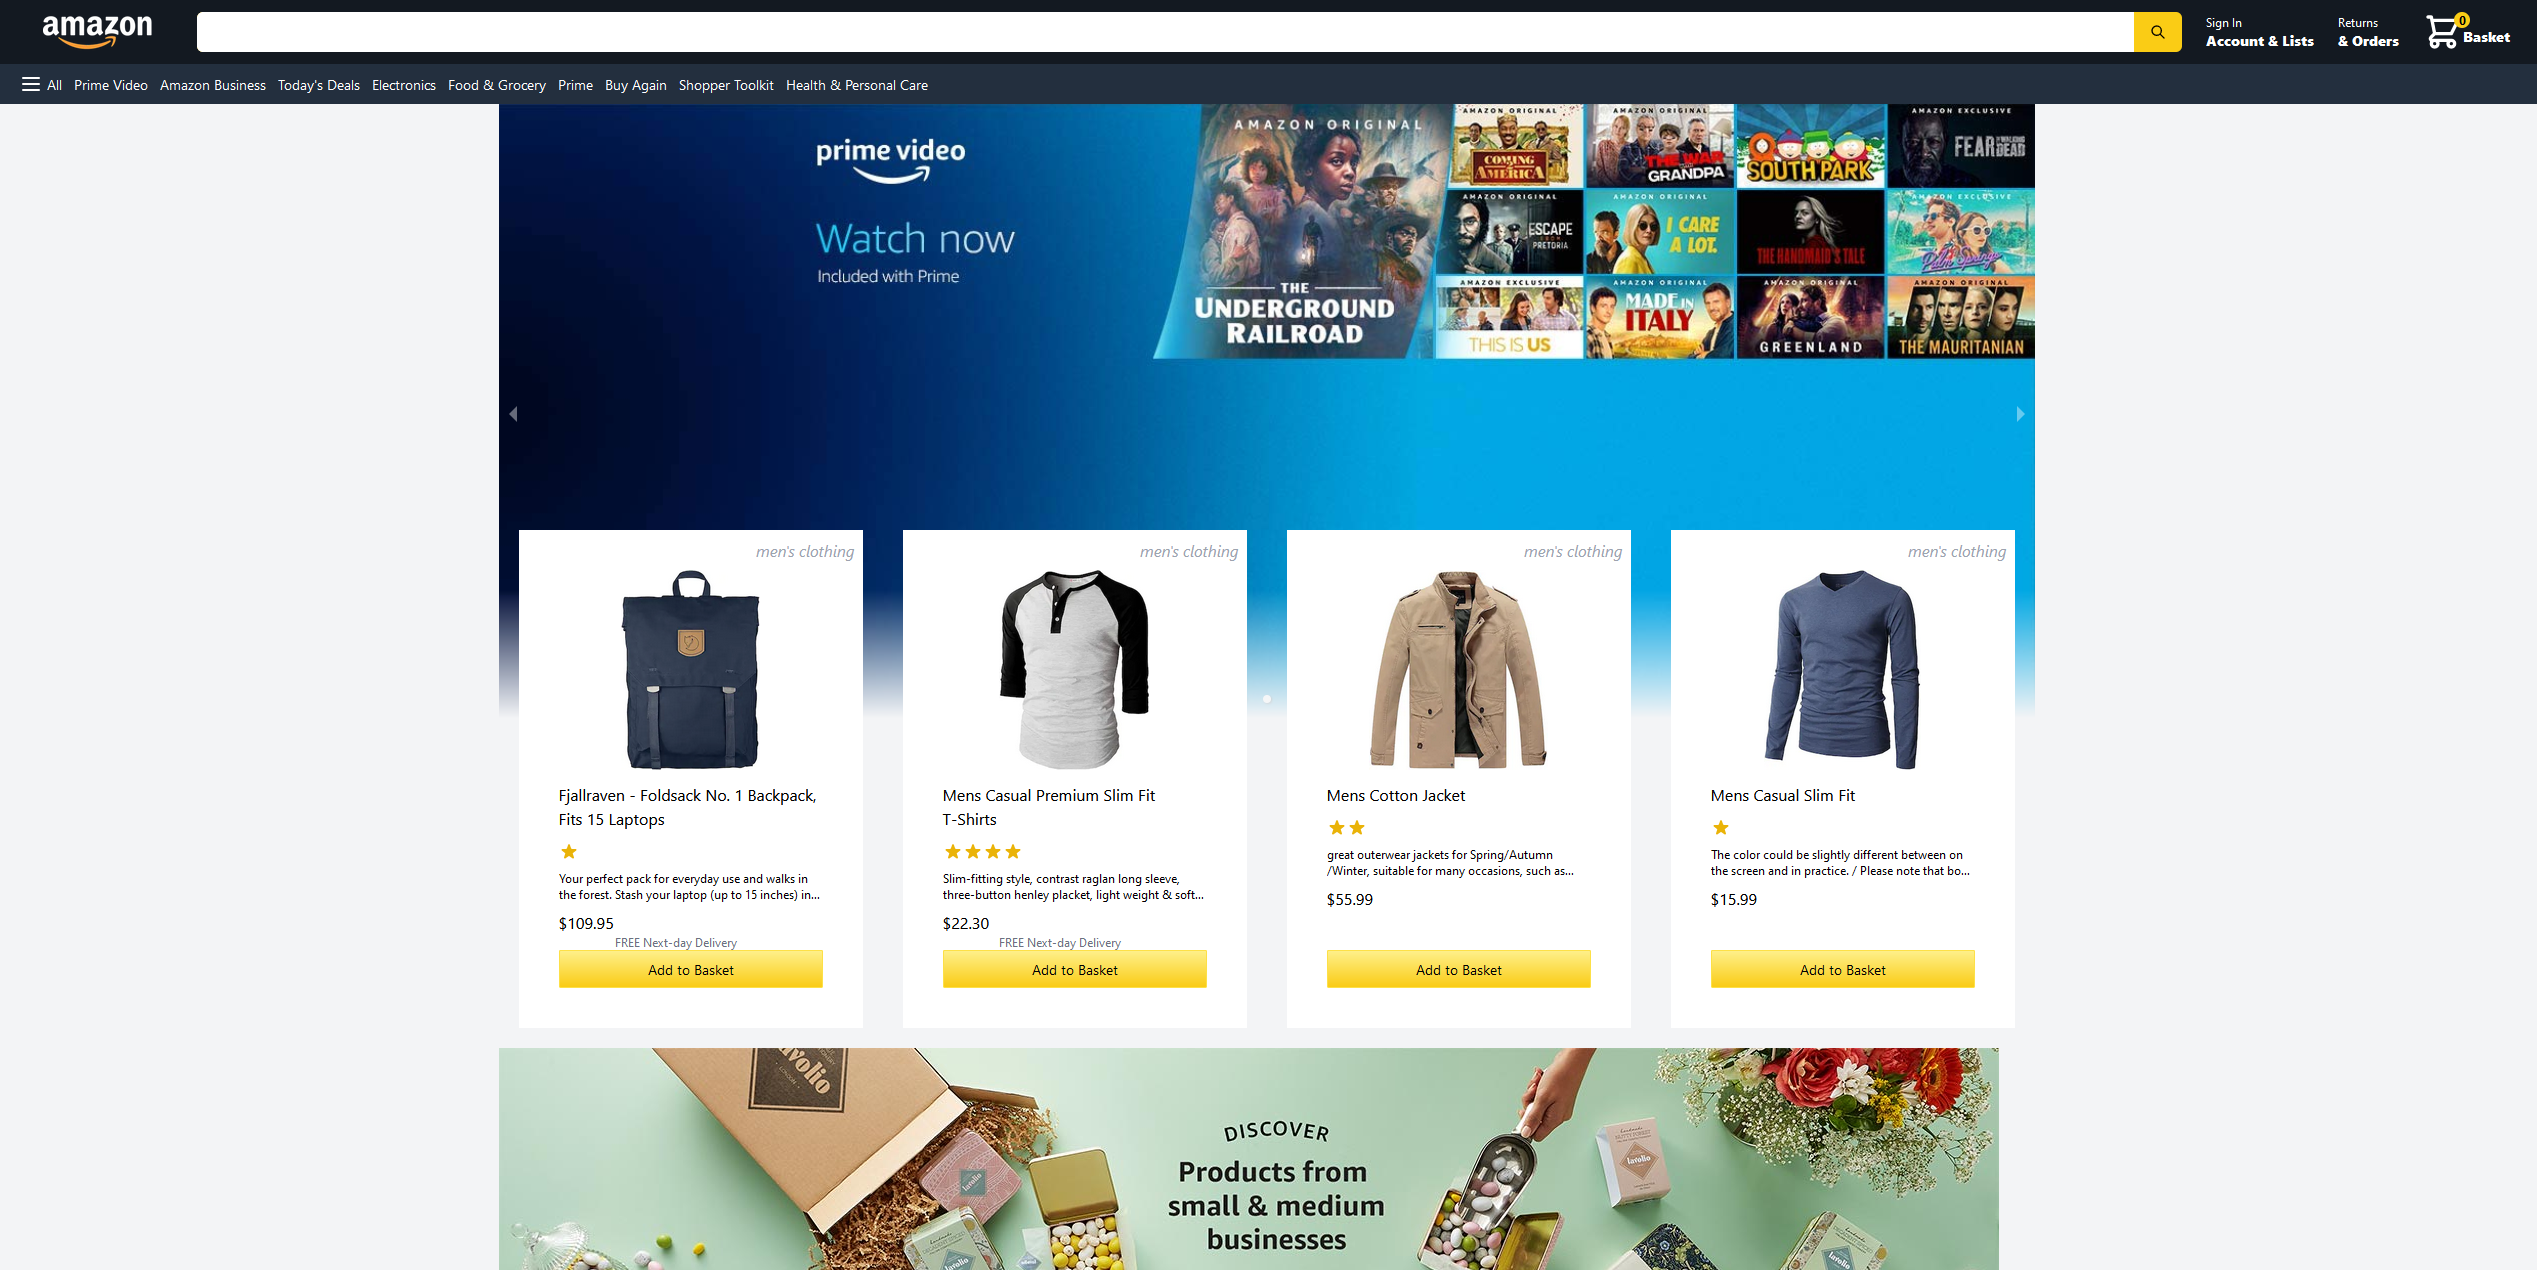 amazon
Sign In
Account & Lists
Returns
& Orders
0
Basket
All
Prime Video
Amazon Business
Today's Deals
Electronics
Food & Grocery
Prime
Buy Again
Shopper Toolkit
Health & Personal Care
prime video
Watch now
Included with Prime
AMAZON ORIGINAL
THE
UNDERGROUND
RAILROAD
AMAZON ORIGINAL
COMING 2 AMERICA
AMAZON ORIGINAL
THE WAR
GRANDPA
SOUTH PARK
AMAZON EXCLUSIVE
FEAR THE WALKING DEAD
AMAZON ORIGINAL
ESCAPE
FROM
PRETORIA
AMAZON ORIGINAL
I CARE
A LOT.
THE HANDMAID'S TALE
AMAZON EXCLUSIVE
Palm Springs
AMAZON EXCLUSIVE
THIS IS US
AMAZON ORIGINAL
MADE IN
ITALY
AMAZON ORIGINAL
GREENLAND
AMAZON ORIGINAL
THE MAURITANIAN
men's clothing
Fjallraven - Foldsack No. 1 Backpack,
Fits 15 Laptops
Your perfect pack for everyday use and walks in
the forest. Stash your laptop (up to 15 inches) in...
$109.95
FREE Next-day Delivery
Add to Basket
men's clothing
Mens Casual Premium Slim Fit
T-Shirts
Slim-fitting style, contrast raglan long sleeve,
three-button henley placket, light weight & soft...
$22.30
FREE Next-day Delivery
Add to Basket
men's clothing
Mens Cotton Jacket
great outerwear jackets for Spring/Autumn
/Winter, suitable for many occasions, such as...
$55.99
Add to Basket
men's clothing
Mens Casual Slim Fit
The color could be slightly different between on
the screen and in practice. / Please note that bo...
$15.99
Add to Basket
lavolio
LONDON
DISCOVER
Products from
small & medium
businesses
lavolio
lavolio
lavolio
lavolio